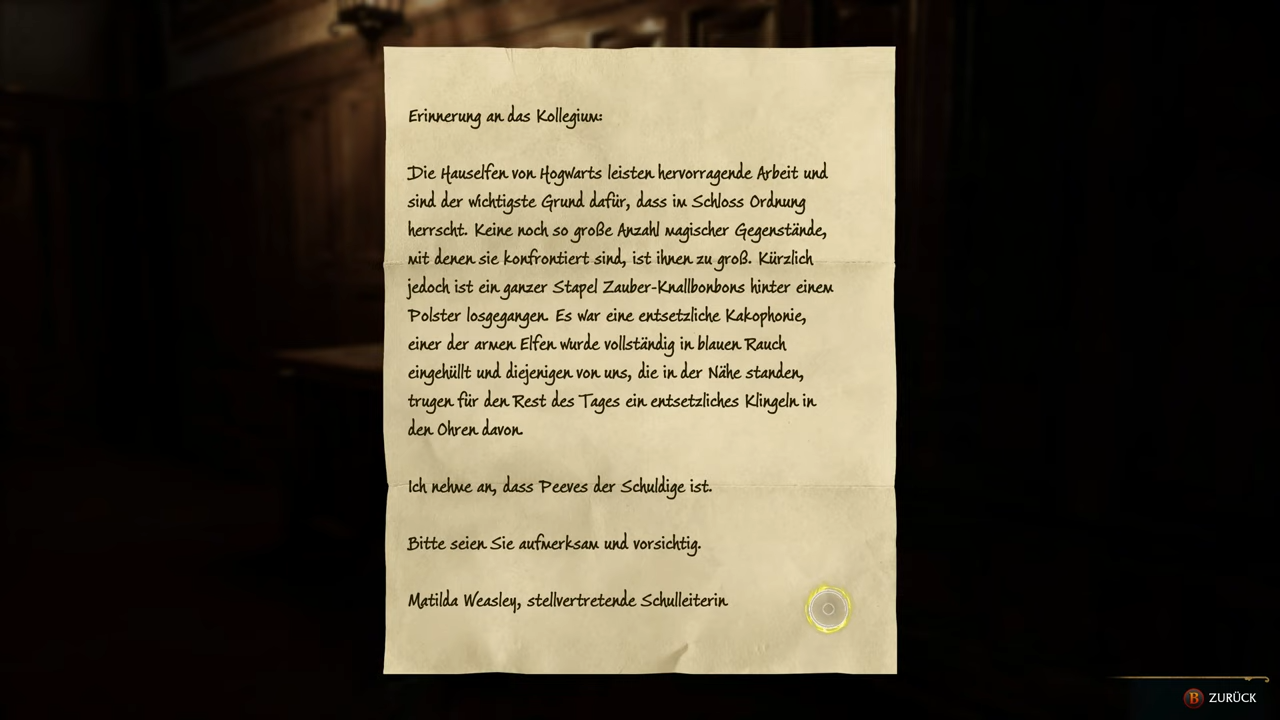 Erinnerung an das Kollegium:
Die Hauselfen von Hogwarts leisten hervorragende Arbeit und
sind der wichtigste Grund dafür, dass im Schloss Ordnung
herrscht. Keine noch so große Anzahl magischer Gegenstände,
mit denen sie konfrontiert sind, ist ihnen zu groß. Kürzlich
jedoch ist ein ganzer Stapel Zauber-Knallbonbons hinter einem
Polster losgegangen. Es war eine entsetzliche Kakophonie,
einer der armen Elfen wurde vollständig in blauen Rauch
eingehüllt und diejenigen von uns, die in der Nähe standen,
trugen für den Rest des Tages ein entsetzliches Klingeln in
den Ohren davon.
Ich nehme an, dass Peeves der Schuldige ist.
Bitte seien Sie aufmerksam und vorsichtig.
Matilda Weasley, stellvertretende Schulleiterin
B ZURÜCK